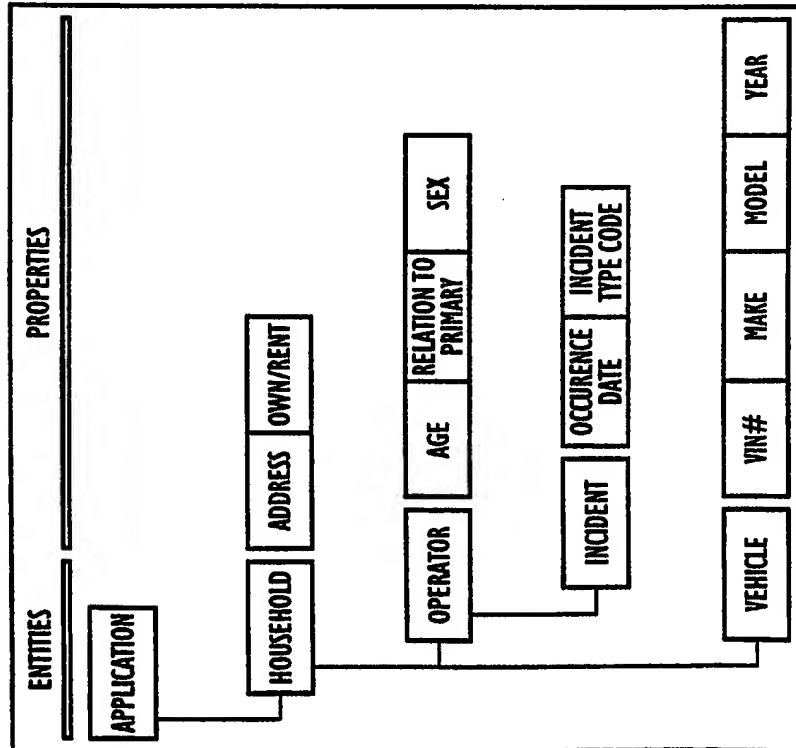 ENTITIES
PROPERTIES
APPLICATION
HOUSEHOLD
ADDRESS
OWN/RENT
OPERATOR
AGE
RELATION TO
PRIMARY
SEX
INCIDENT
OCCURENCE
DATE
INCIDENT
TYPE CODE
VEHICLE
VIN#
MAKE
MODEL
YEAR